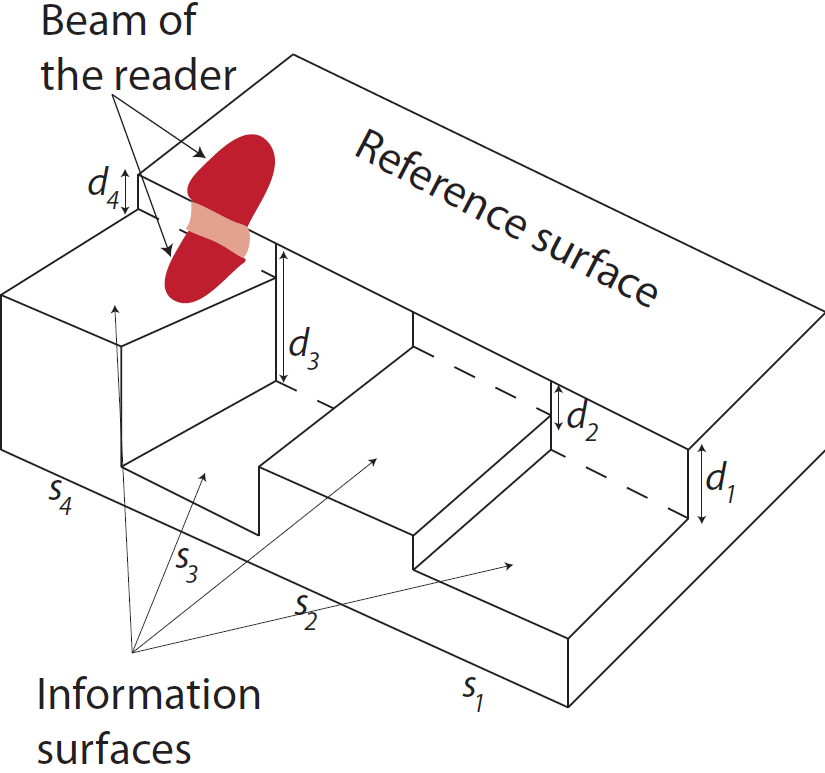 Beam of
the reader
Reference surface
d4
d3
d2
d1
s4
s3
s2
s1
Information
surfaces